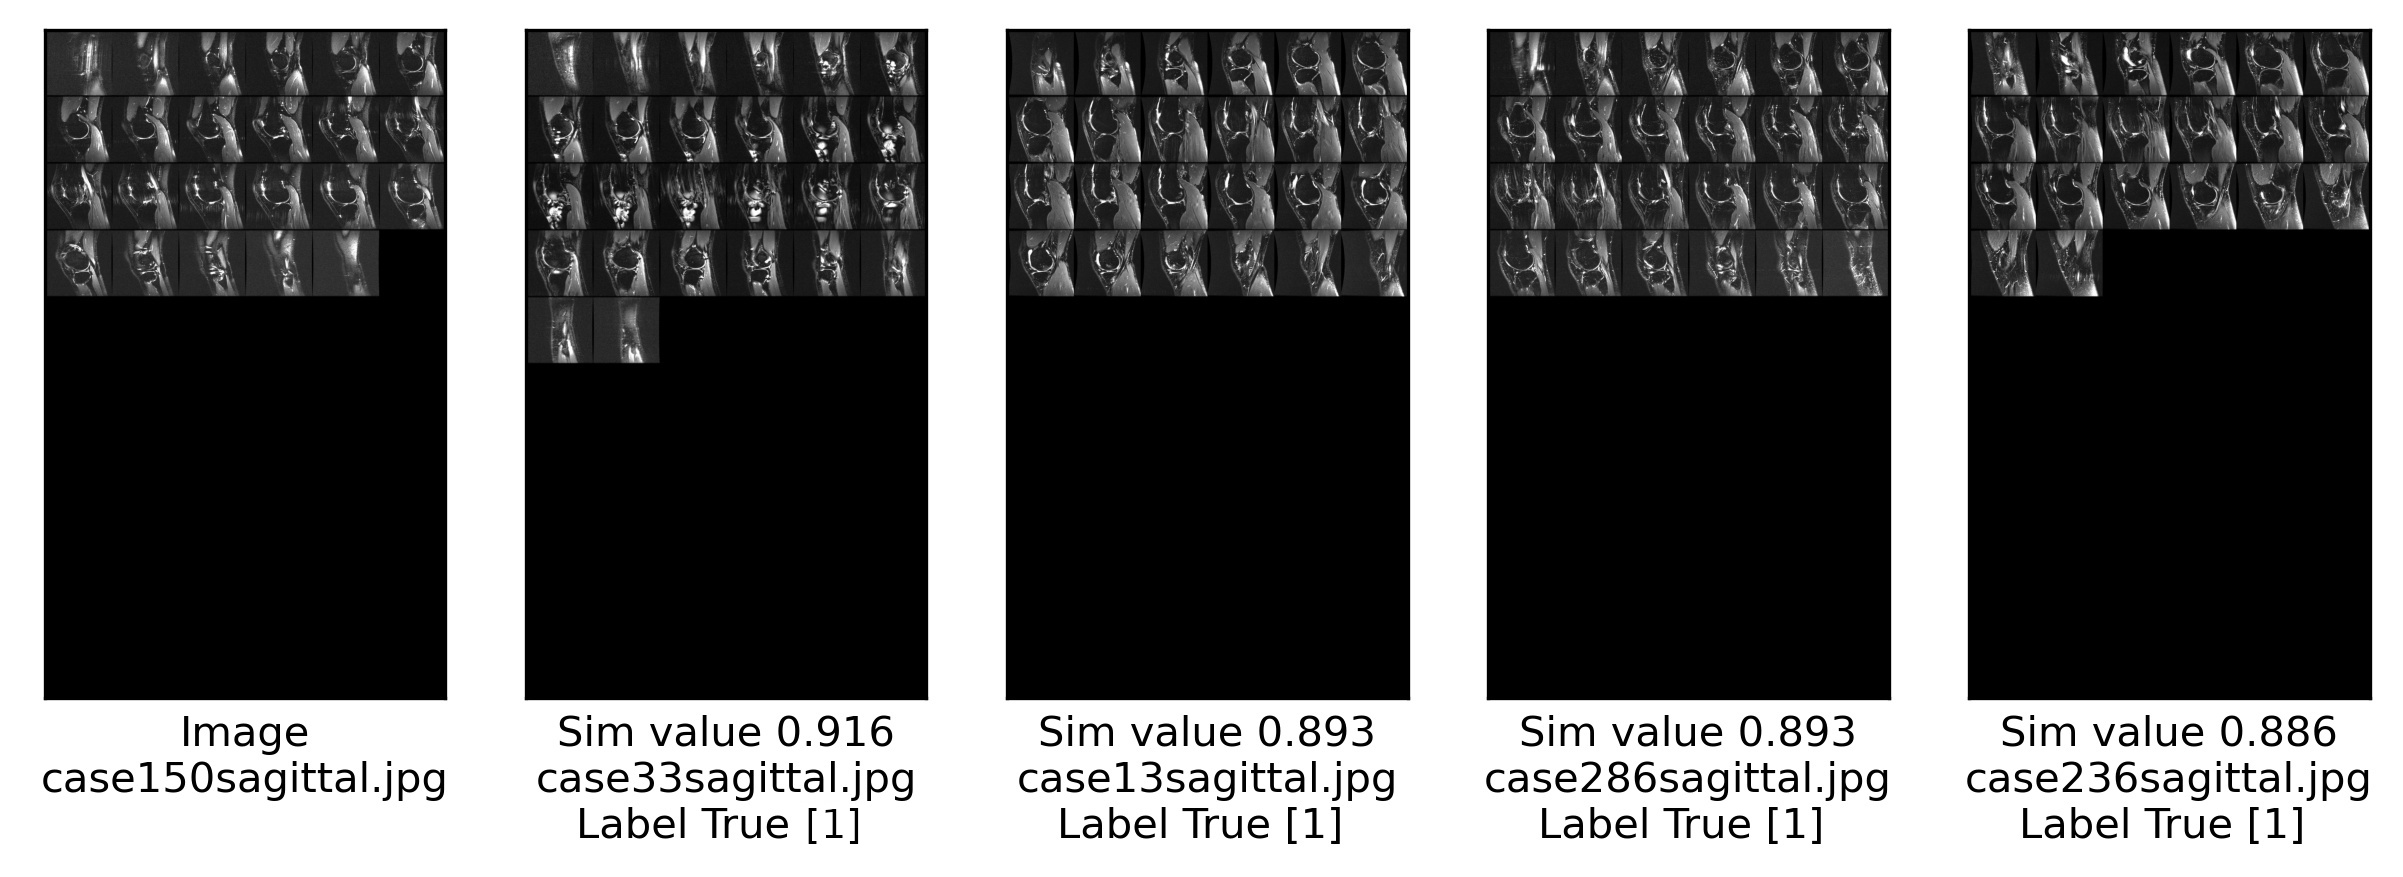 Image
case150sagittal.jpg
Sim value 0.916
case33sagittal.jpg
Label True [1]
Sim value 0.893
case13sagittal.jpg
Label True [1]
Sim value 0.893
case286sagittal.jpg
Label True [1]
Sim value 0.886
case236sagittal.jpg
Label True [1]